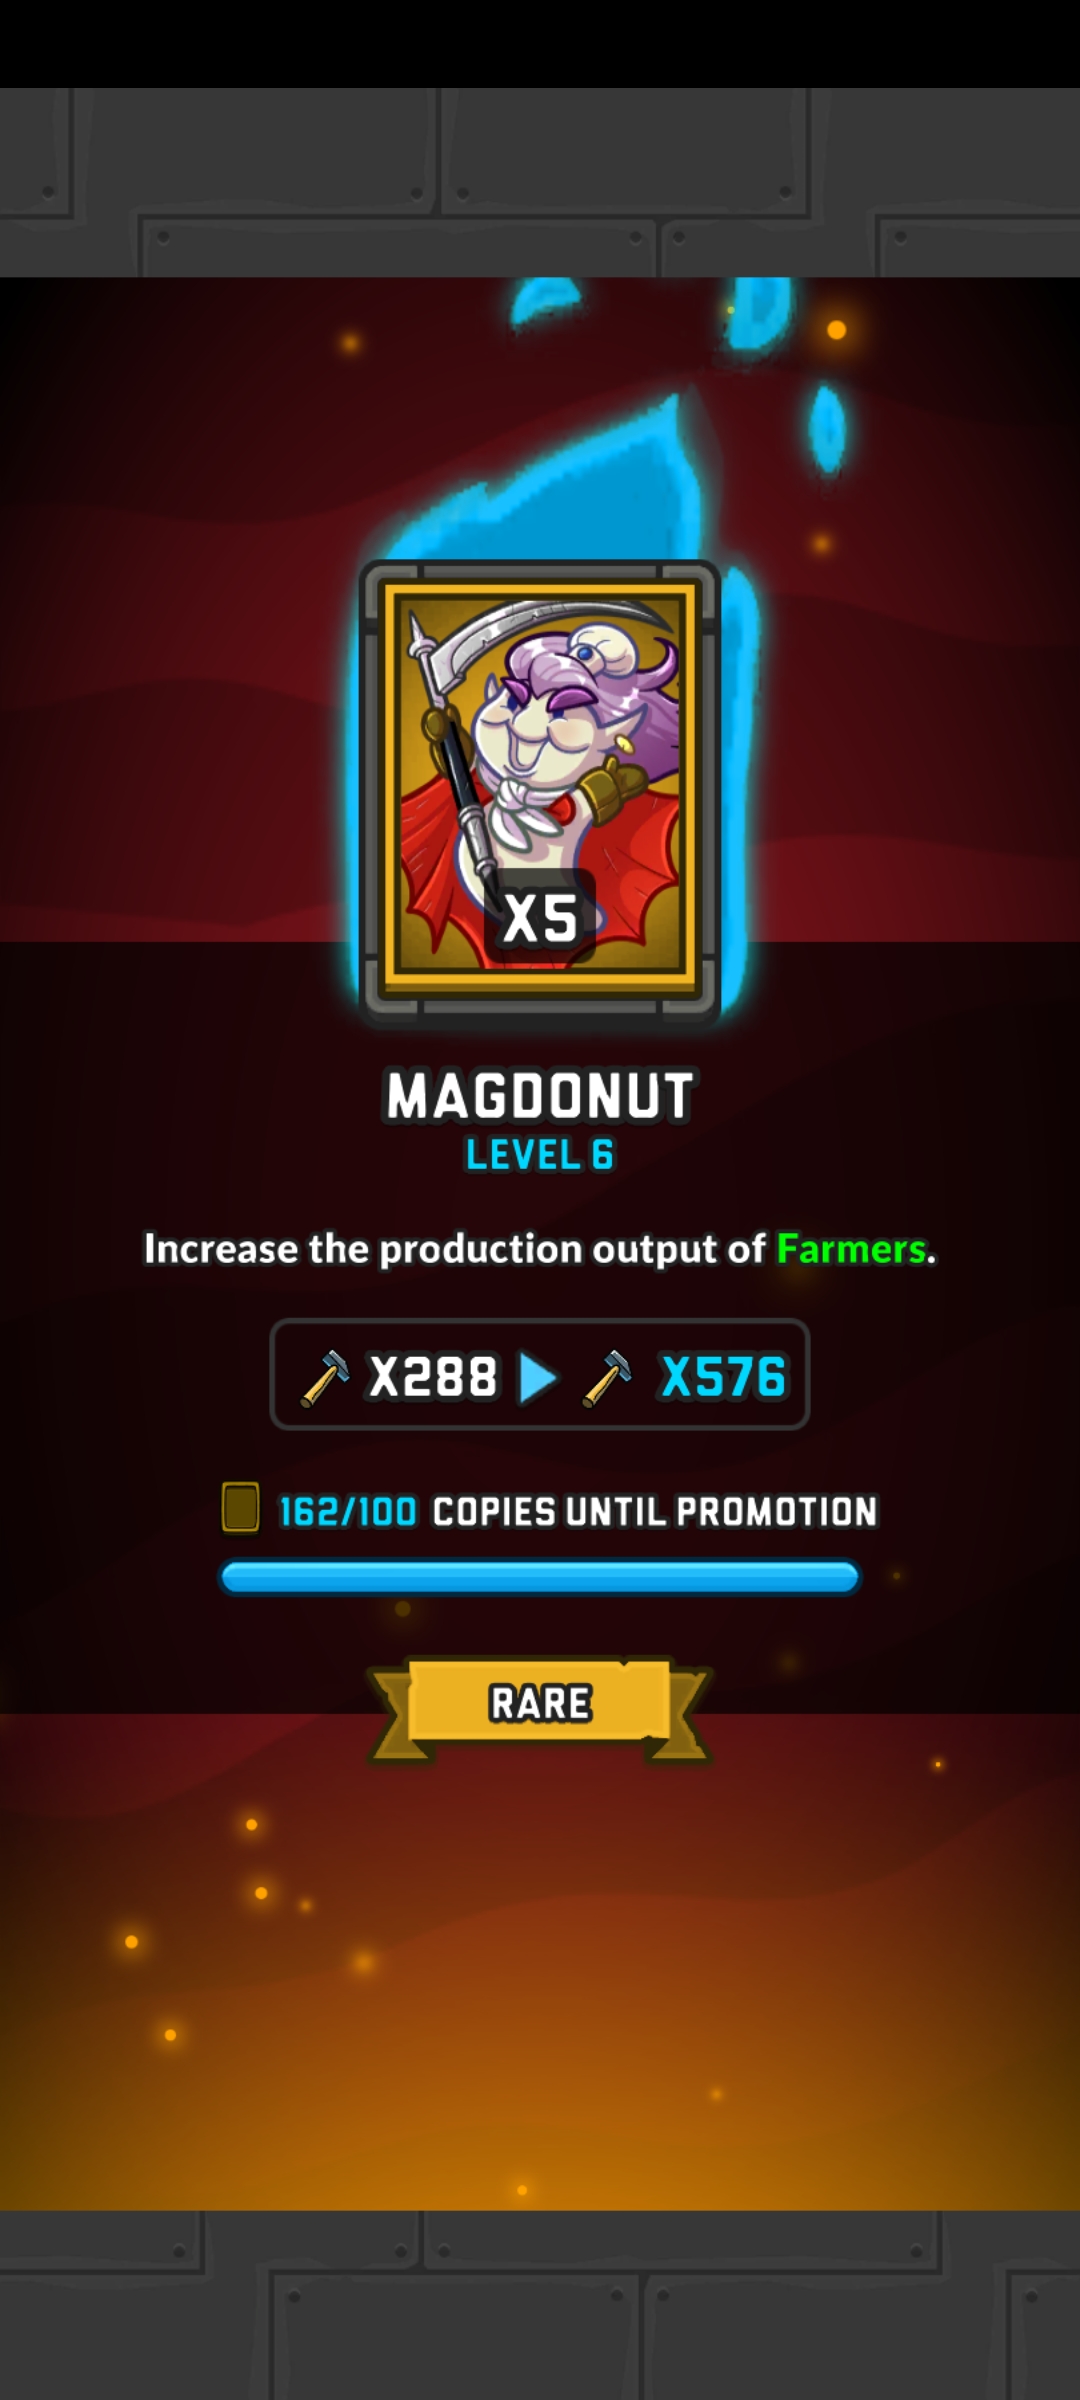 X5
MAGDONUT
LEVEL 6
Increase the production output of Farmers.
X288 X576
162/100 COPIES UNTIL PROMOTION
RARE